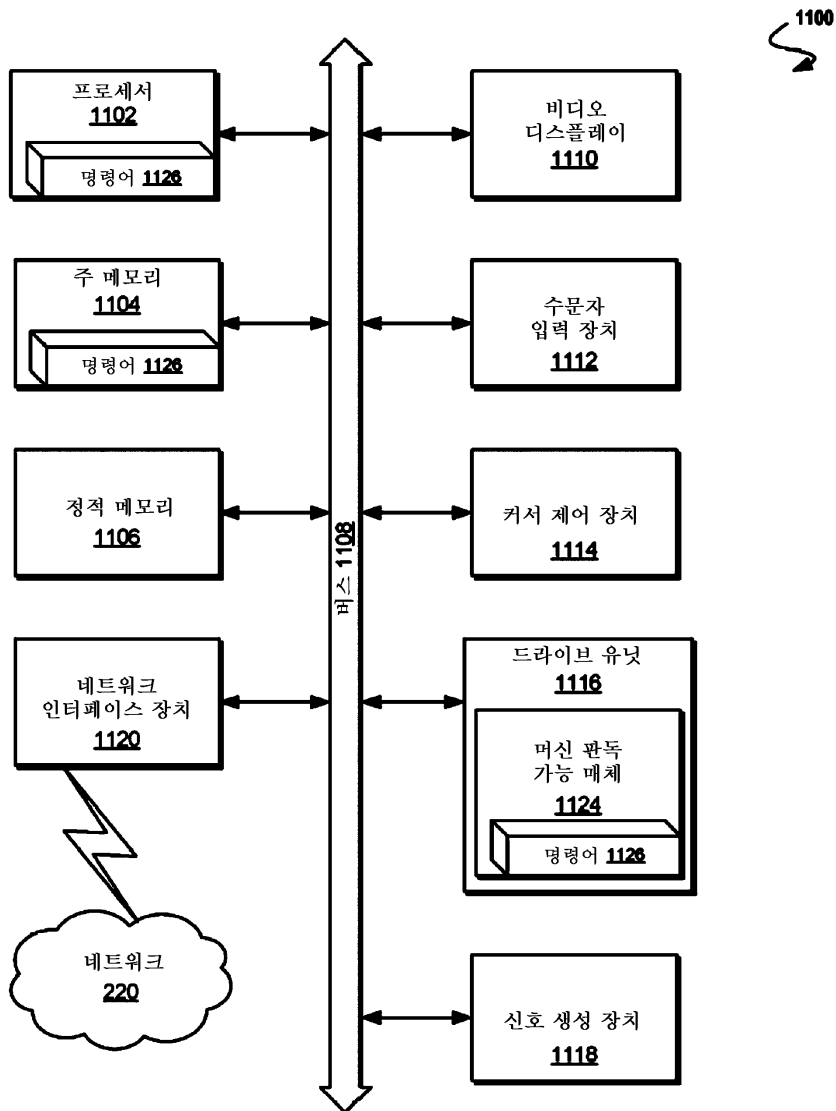 1100
프로세서
1102
명령어 1126
비디오
디스플레이
1110
주 메모리
1104
명령어 1126
수문자
입력 장치
1112
정적 메모리
1106
커서 제어 장치
1114
버스 1108
네트워크
인터페이스 장치
1120
드라이브 유닛
1116
머신 판독
가능 매체
1124
명령어 1126
네트워크
220
신호 생성 장치
1118